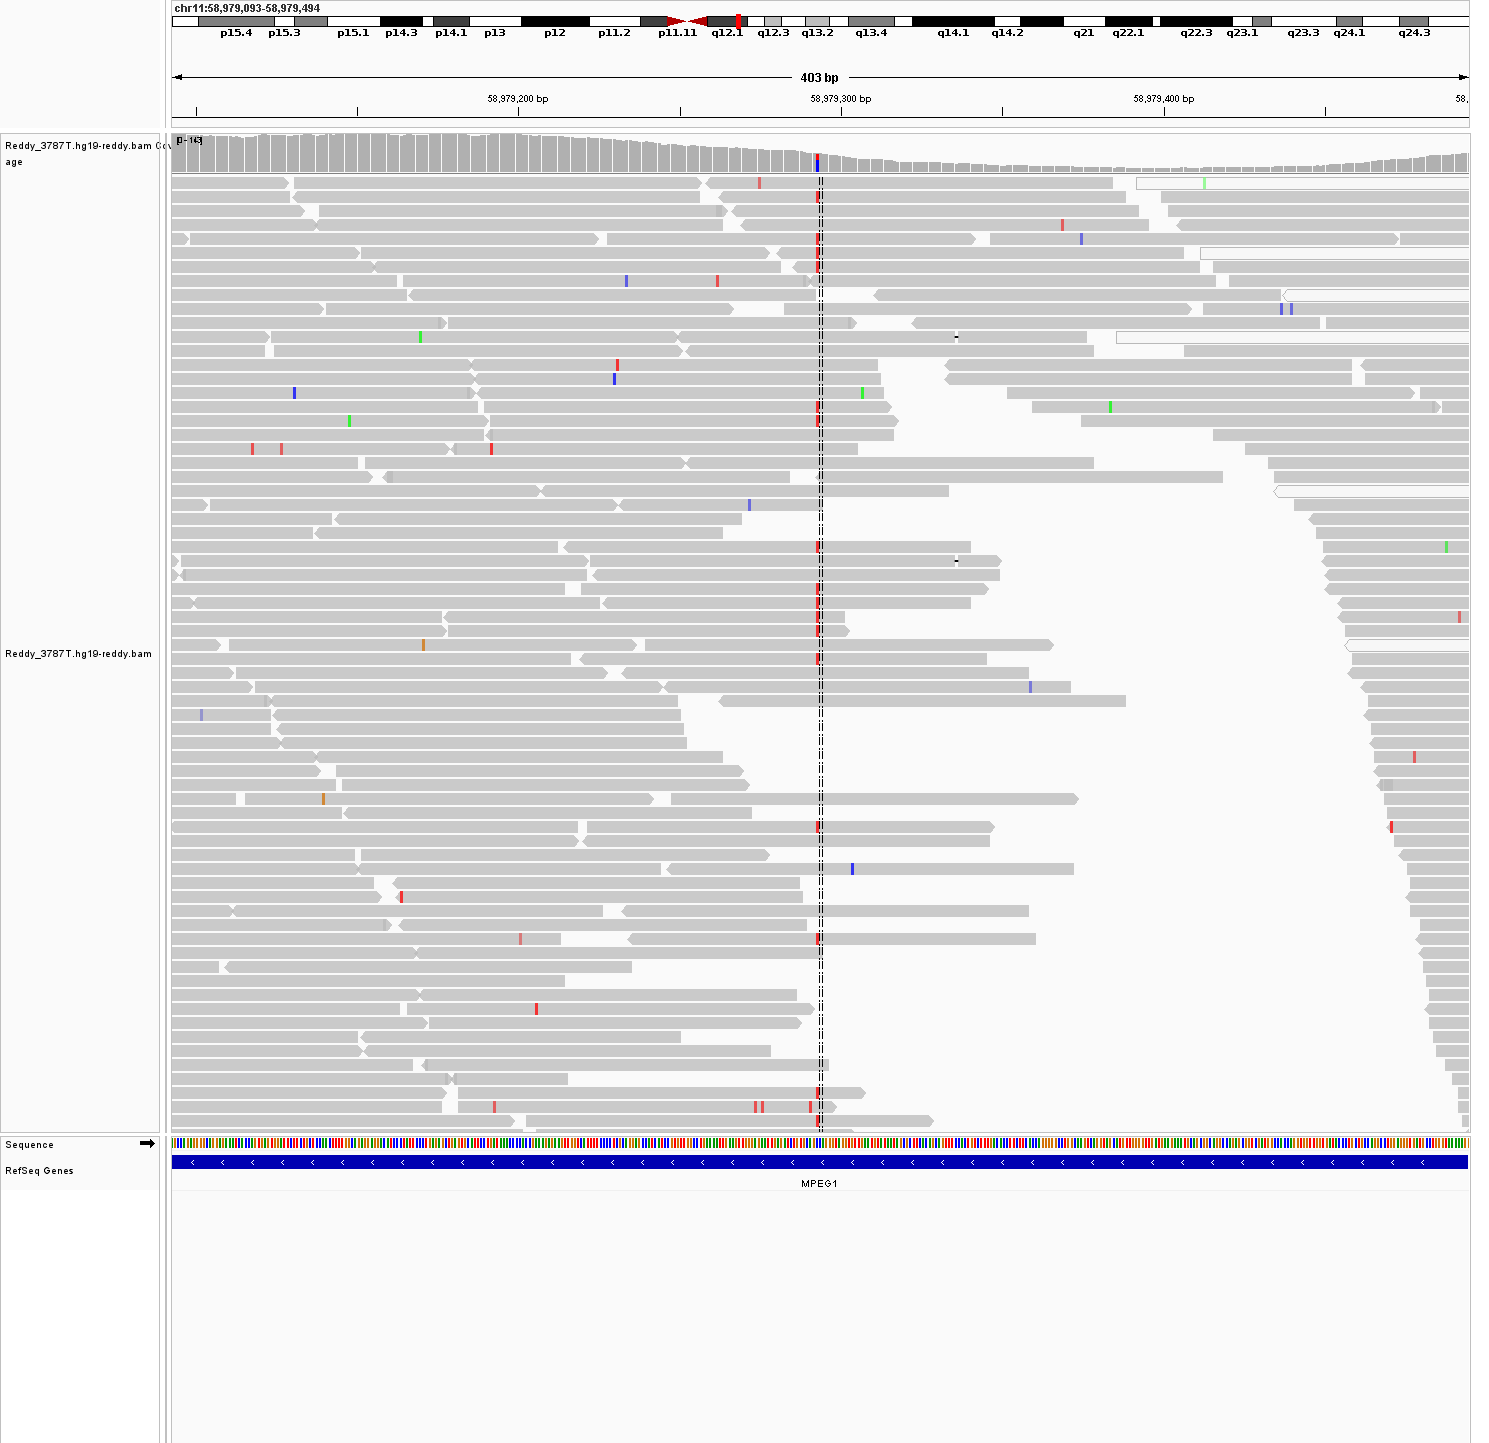 chr11:58,979,093-58,979,494
p15.4 p15.3 p15.1 p14.3 p14.1 p13 p12 p11.2 p11.11 q12.1 q12.3 q13.2 q13.4 q14.1 q14.2 q21 q22.1 q22.3 q23.1 q23.3 q24.1 q24.3
403 bp
58,979,200 bp 58,979,300 bp 58,979,400 bp 58,
Reddy_3787T.hg19-reddy.bam Cov
age
Reddy_3787T.hg19-reddy.bam
Sequence
RefSeq Genes
MPEG1